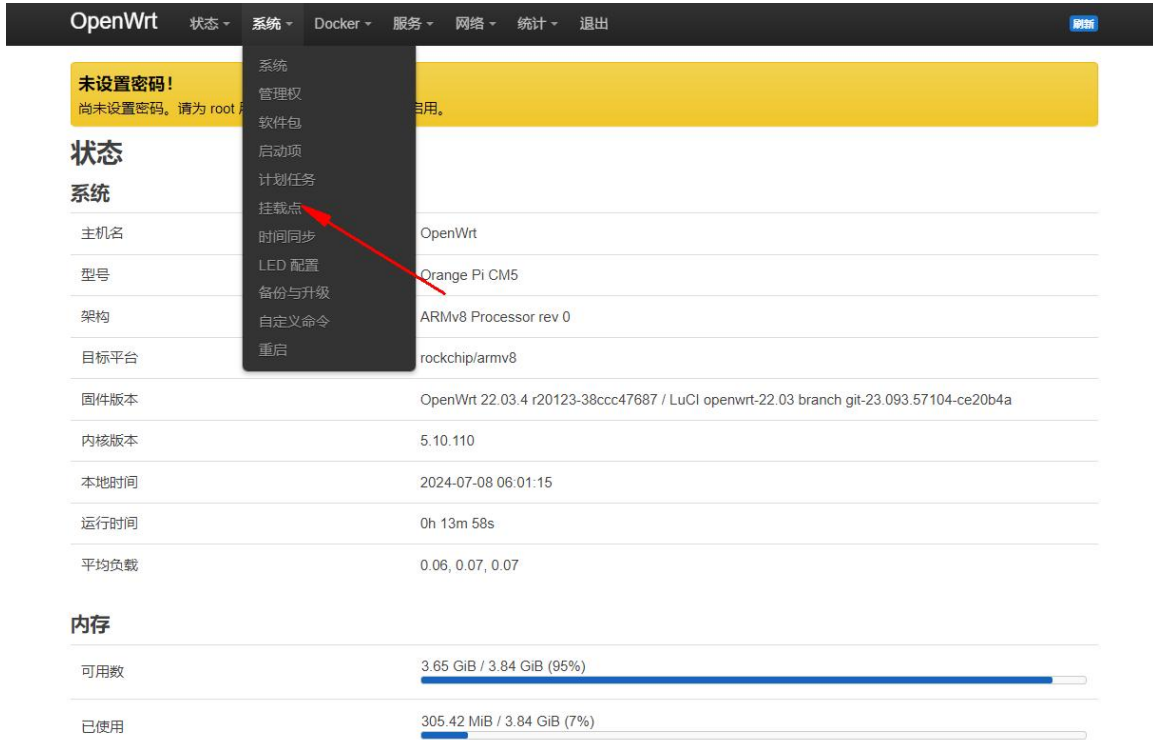 OpenWrt 状态 系统 Docker 服务 网络 统计 退出 刷新
系统
管理权
软件包
启动项
计划任务
挂载点
时间同步
LED 配置
备份与升级
自定义命令
重启
未设置密码！
尚未设置密码。请为 root 启用。
状态
系统
主机名 OpenWrt
型号 Orange Pi CM5
架构 ARMv8 Processor rev 0
目标平台 rockchip/armv8
固件版本 OpenWrt 22.03.4 r20123-38ccc47687 / LuCI openwrt-22.03 branch git-23.093.57104-ce20b4a
内核版本 5.10.110
本地时间 2024-07-08 06:01:15
运行时间 0h 13m 58s
平均负载 0.06, 0.07, 0.07
内存
可用数 3.65 GiB / 3.84 GiB (95%)
已使用 305.42 MiB / 3.84 GiB (7%)